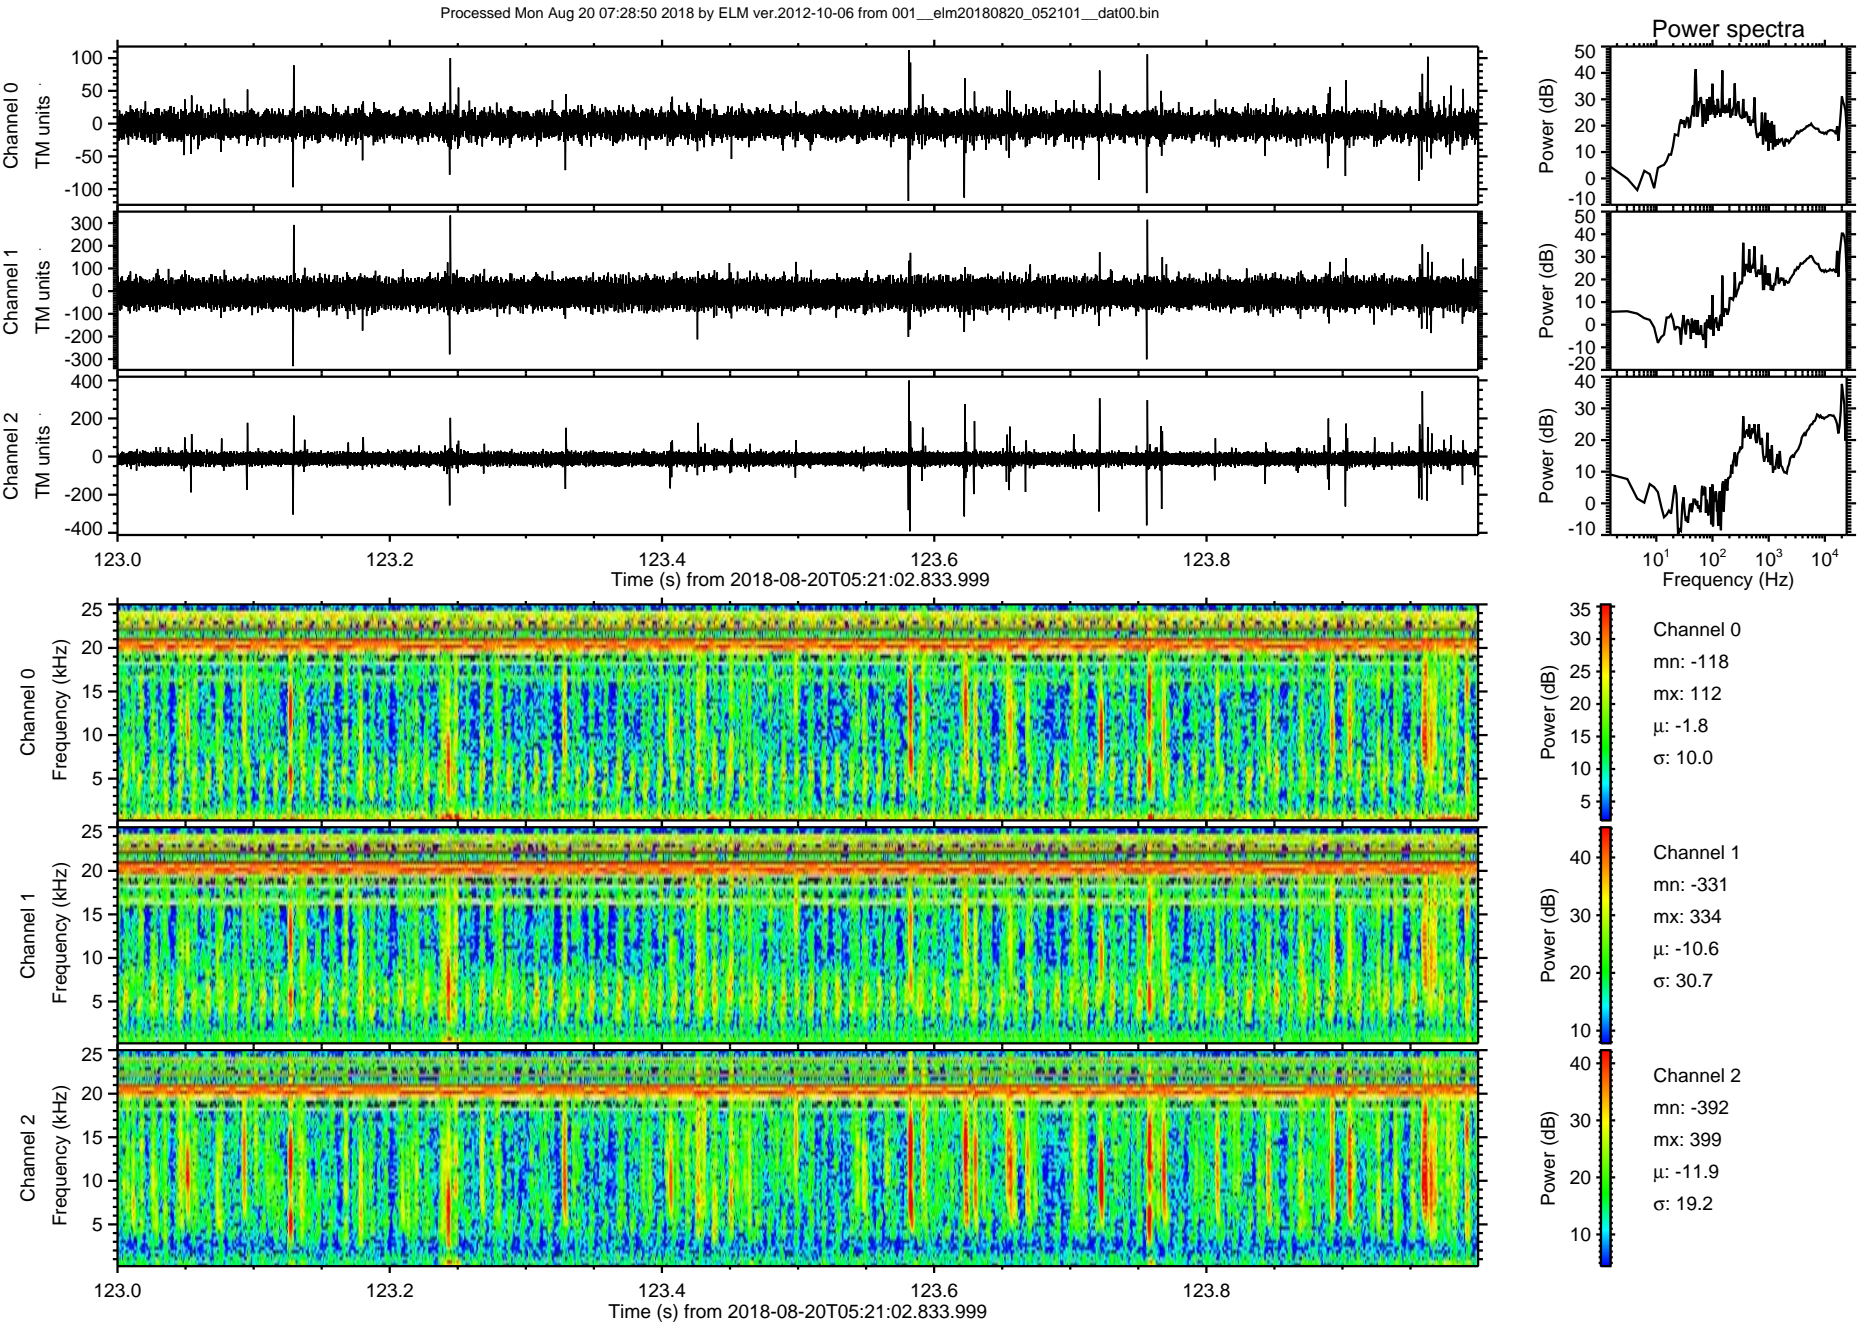 Processed Mon Aug 20 07:28:50 2018 by ELM ver.2012-10-06 from 001__elm20180820_052101__dat00.bin
Power spectra
Channel 0
TM units
100
50
0
-50
-100
Power (dB)
50
40
30
20
10
0
-10
Channel 1
TM units
300
200
100
0
-100
-200
-300
Power (dB)
50
40
30
20
10
0
-10
-20
Channel 2
TM units
400
200
0
-200
-400
Power (dB)
40
30
20
10
0
-10
123.0 123.2 123.4 123.6 123.8
Time (s) from 2018-08-20T05:21:02.833.999
10¹ 10² 10³ 10⁴
Frequency (Hz)
Channel 0
Frequency (kHz)
25
20
15
10
5
Power (dB)
35
30
25
20
15
10
5
Channel 0
mn: -118
mx: 112
μ: -1.8
σ: 10.0
Channel 1
Frequency (kHz)
25
20
15
10
5
Power (dB)
40
30
20
10
Channel 1
mn: -331
mx: 334
μ: -10.6
σ: 30.7
Channel 2
Frequency (kHz)
25
20
15
10
5
Power (dB)
40
30
20
10
Channel 2
mn: -392
mx: 399
μ: -11.9
σ: 19.2
123.0 123.2 123.4 123.6 123.8
Time (s) from 2018-08-20T05:21:02.833.999